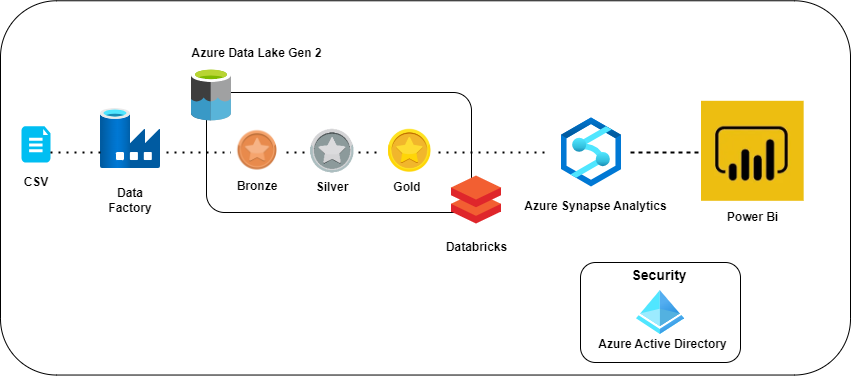 Azure Data Lake Gen 2
CSV
Data
Factory
Bronze
Silver
Gold
Databricks
Azure Synapse Analytics
Power Bi
Security
Azure Active Directory